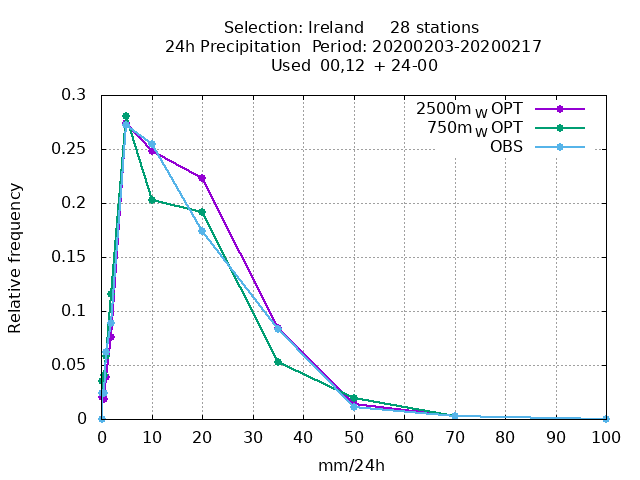 Selection: Ireland     28 stations
24h Precipitation  Period: 20200203-20200217
Used  00,12  + 24-00
2500m W OPT
750m W OPT
OBS
Relative frequency
0.3
0.25
0.2
0.15
0.1
0.05
0
0 10 20 30 40 50 60 70 80 90 100
mm/24h